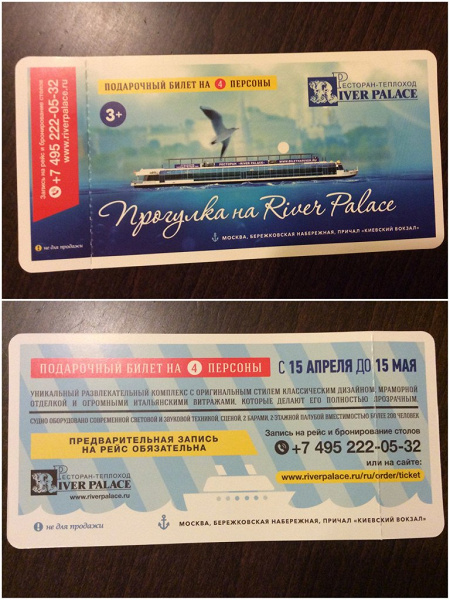 Запись на рейс и бронирование столов
+7 495 222-05-32
www.riverpalace.ru
ПОДАРОЧНЫЙ БИЛЕТ НА 4 ПЕРСОНЫ
РЕСТОРАН-ТЕПЛОХОД
RIVER PALACE
3+
Прогулка на River Palace
! не для продажи
МОСКВА, БЕРЕЖКОВСКАЯ НАБЕРЕЖНАЯ, ПРИЧАЛ «КИЕВСКИЙ ВОКЗАЛ»
ПОДАРОЧНЫЙ БИЛЕТ НА 4 ПЕРСОНЫ С 15 АПРЕЛЯ ДО 15 МАЯ
УНИКАЛЬНЫЙ РАЗВЛЕКАТЕЛЬНЫЙ КОМПЛЕКС С ОРИГИНАЛЬНЫМ СТИЛЕМ КЛАССИЧЕСКИМ ДИЗАЙНОМ, МРАМОРНОЙ
ОТДЕЛКОЙ И ОГРОМНЫМИ ИТАЛЬЯНСКИМИ ВИТРАЖАМИ, КОТОРЫЕ ДЕЛАЮТ ЕГО ПОЛНОСТЬЮ ПРОЗРАЧНЫМ.
СУДНО ОБОРУДОВАНО СОВРЕМЕННОЙ СВЕТОВОЙ И ЗВУКОВОЙ ТЕХНИКОЙ, СЦЕНОЙ, 2 БАРАМИ, 2-ЭТАЖНОЙ ПАЛУБОЙ ВМЕСТИМОСТЬЮ БОЛЕЕ 200 ЧЕЛОВЕК
ПРЕДВАРИТЕЛЬНАЯ ЗАПИСЬ
НА РЕЙС ОБЯЗАТЕЛЬНА
Запись на рейс и бронирование столов
+7 495 222-05-32
или на сайте:
www.riverpalace.ru/ru/order/ticket
РЕСТОРАН-ТЕПЛОХОД
RIVER PALACE
www.riverpalace.ru
! не для продажи
МОСКВА, БЕРЕЖКОВСКАЯ НАБЕРЕЖНАЯ, ПРИЧАЛ "КИЕВСКИЙ ВОКЗАЛ"